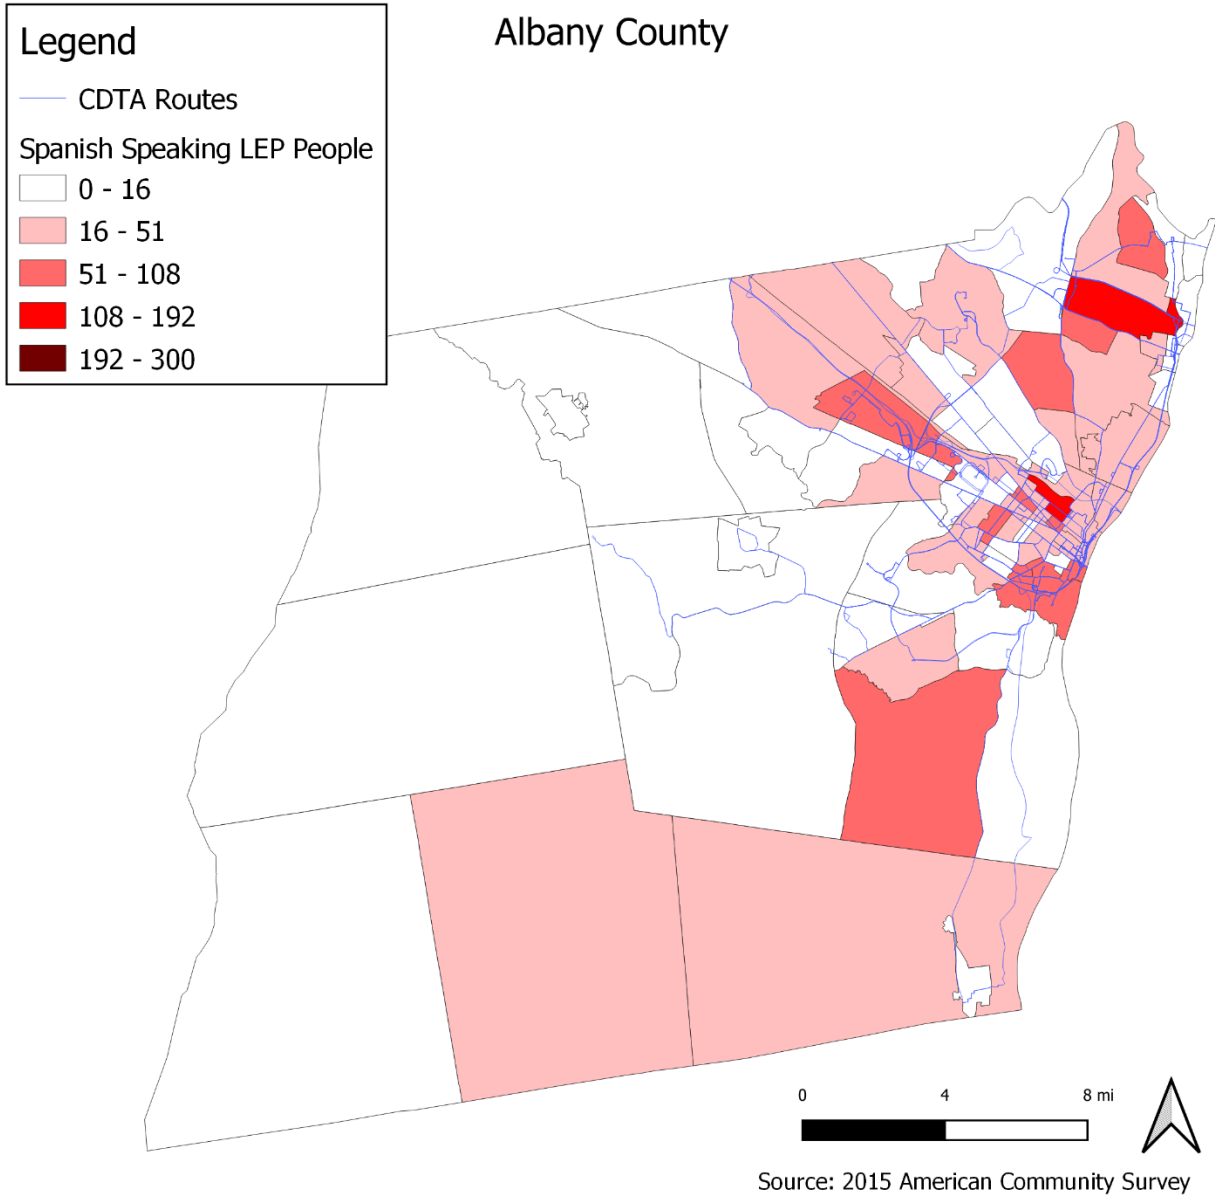 Albany County
Legend
CDTA Routes
Spanish Speaking LEP People
0 - 16
16 - 51
51 - 108
108 - 192
192 - 300
0 4 8 mi
Source: 2015 American Community Survey